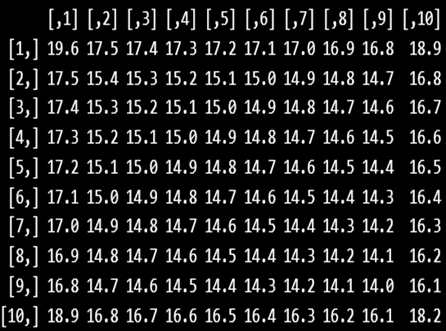 [,1] [,2] [,3] [,4] [,5] [,6] [,7] [,8] [,9] [,10]
[1,] 19.6 17.5 17.4 17.3 17.2 17.1 17.0 16.9 16.8 18.9
[2,] 17.5 15.4 15.3 15.2 15.1 15.0 14.9 14.8 14.7 16.8
[3,] 17.4 15.3 15.2 15.1 15.0 14.9 14.8 14.7 14.6 16.7
[4,] 17.3 15.2 15.1 15.0 14.9 14.8 14.7 14.6 14.5 16.6
[5,] 17.2 15.1 15.0 14.9 14.8 14.7 14.6 14.5 14.4 16.5
[6,] 17.1 15.0 14.9 14.8 14.7 14.6 14.5 14.4 14.3 16.4
[7,] 17.0 14.9 14.8 14.7 14.6 14.5 14.4 14.3 14.2 16.3
[8,] 16.9 14.8 14.7 14.6 14.5 14.4 14.3 14.2 14.1 16.2
[9,] 16.8 14.7 14.6 14.5 14.4 14.3 14.2 14.1 14.0 16.1
[10,] 18.9 16.8 16.7 16.6 16.5 16.4 16.3 16.2 16.1 18.2